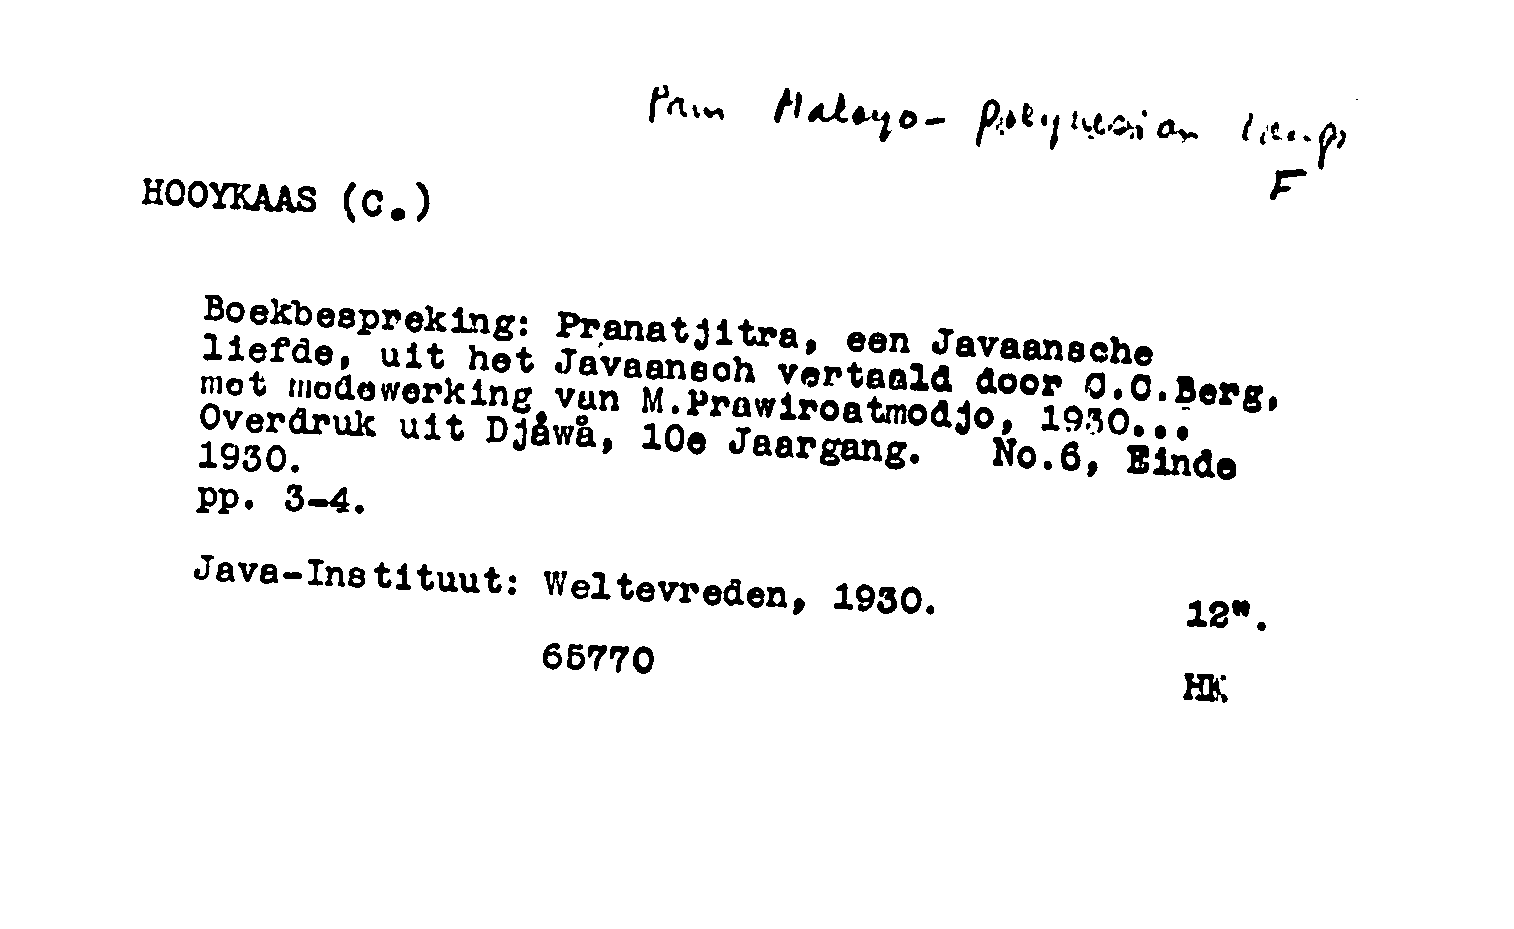 Pam Malayo-Polynesian langs
F
HOOYKAAS (C.)
Boekbespreking: Pranatjitra, een Javaansche
liefde, uit het Javaansch vertaald door C.C.Berg,
met medewerking van M.Prawiroatmodjo, 1930...
Overdruk uit Djåwå, 10e Jaargang. No.6, Einde
1930.
pp. 3-4.
Java-Instituut: Weltevreden, 1930.
12".
65770
HK